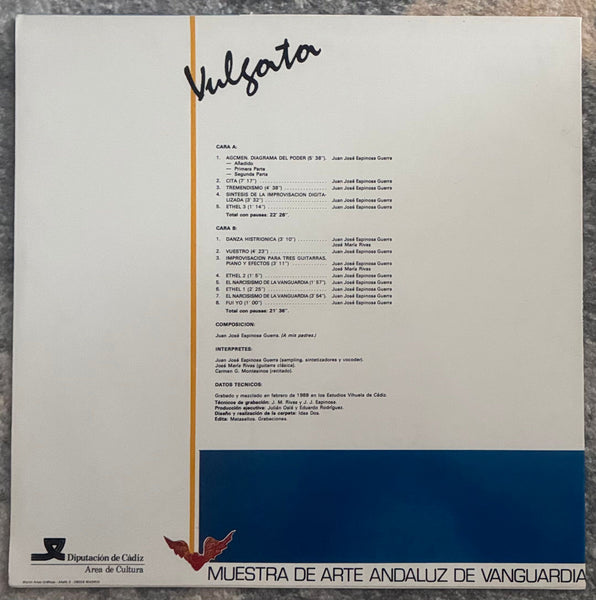 Vulgata
CARA A:
1. AGCMEN. DIAGRAMA DEL PODER (5' 38"). Juan José Espinosa Guerra
— Añadido
— Primera Parte
— Segunda Parte
2. CITA (7' 17") Juan José Espinosa Guerra
3. TREMENDISMO (4' 38") Juan José Espinosa Guerra
4. SINTESIS DE LA IMPROVISACION DIGITA-
LIZADA (3' 32") Juan José Espinosa Guerra
5. ETHEL 3 (1' 14") Juan José Espinosa Guerra
Total con pausas: 22' 26".
CARA B:
1. DANZA HISTRIONICA (3' 10") Juan José Espinosa Guerra
José María Rivas
2. VUESTRO (4' 23") Juan José Espinosa Guerra
3. IMPROVISACION PARA TRES GUITARRAS, Juan José Espinosa Guerra
PIANO Y EFECTOS (3' 11") Juan José Espinosa Guerra
José María Rivas
4. ETHEL 2 (1' 5") Juan José Espinosa Guerra
5. EL NARCISISMO DE LA VANGUARDIA (1' 57"). Juan José Espinosa Guerra
6. ETHEL 1 (2' 25") Juan José Espinosa Guerra
7. EL NARCISISMO DE LA VANGUARDIA (3' 54"). Juan José Espinosa Guerra
8. FUI YO (1' 00") Juan José Espinosa Guerra
Total con pausas: 21' 36".
COMPOSICION:
Juan José Espinosa Guerra. (A mis padres.)
INTERPRETES:
Juan José Espinosa Guerra (sampling, sintetizadores y vocoder).
José María Rivas (guitarra clásica).
Carmen G. Montesinos (recitado).
DATOS TECNICOS:
Grabado y mezclado en febrero de 1988 en los Estudios Vihuela de Cádiz.
Técnicos de grabación: J. M. Rivas y J. J. Espinosa.
Producción ejecutiva: Julián Oslé y Eduardo Rodríguez.
Diseño y realización de la carpeta: Idea Dos.
Edita: Metasellos. Grabaciones.
Diputación de Cádiz
Area de Cultura
MUESTRA DE ARTE ANDALUZ DE VANGUARDIA